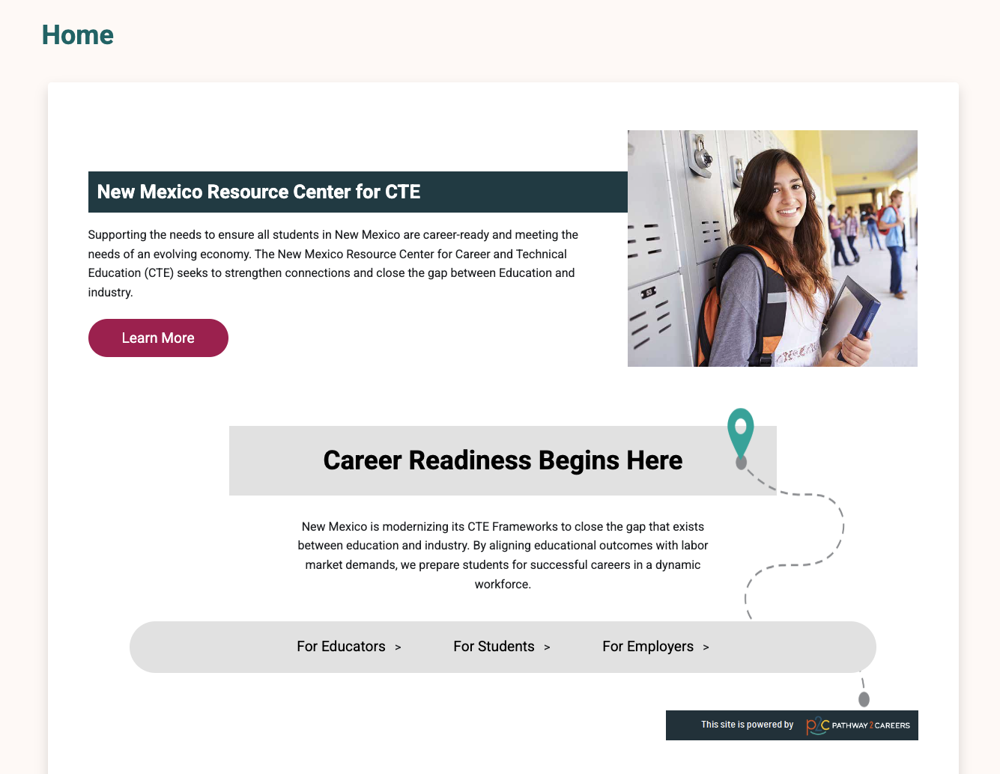 Home
New Mexico Resource Center for CTE
Supporting the needs to ensure all students in New Mexico are career-ready and meeting the
needs of an evolving economy. The New Mexico Resource Center for Career and Technical
Education (CTE) seeks to strengthen connections and close the gap between Education and
industry.
Learn More
Career Readiness Begins Here
New Mexico is modernizing its CTE Frameworks to close the gap that exists
between education and industry. By aligning educational outcomes with labor
market demands, we prepare students for successful careers in a dynamic
workforce.
For Educators > For Students > For Employers >
This site is powered by p2c PATHWAY2CAREERS